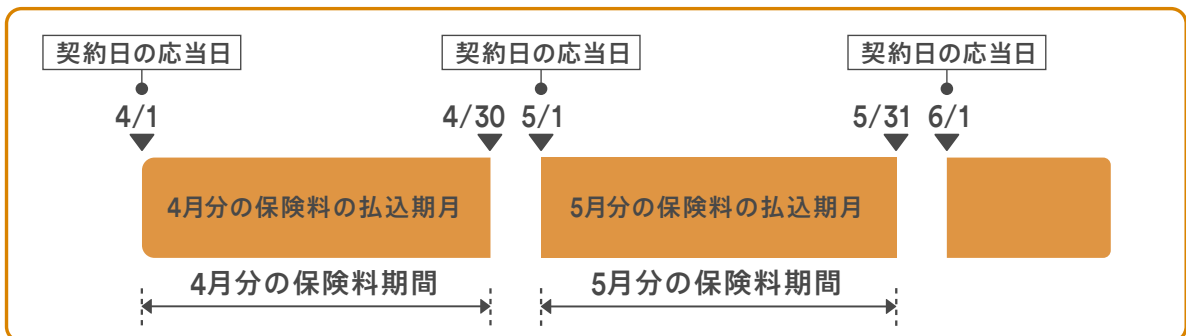 契約日の応当日 契約日の応当日 契約日の応当日
4/1 4/30 5/1 5/31 6/1
4月分の保険料の払込期月 5月分の保険料の払込期月
4月分の保険料期間 5月分の保険料期間